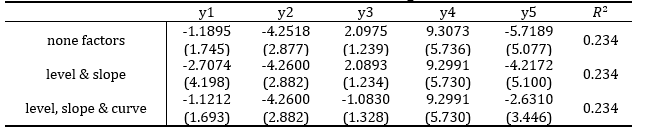 y1 y2 y3 y4 y5 R²
-1.1895 -4.2518 2.0975 9.3073 -5.7189
none factors 0.234
(1.745) (2.877) (1.239) (5.736) (5.077)
-2.7074 -4.2600 2.0893 9.2991 -4.2172
level & slope 0.234
(4.198) (2.882) (1.234) (5.730) (5.100)
-1.1212 -4.2600 -1.0830 9.2991 -2.6310
level, slope & curve 0.234
(1.693) (2.882) (1.328) (5.730) (3.446)